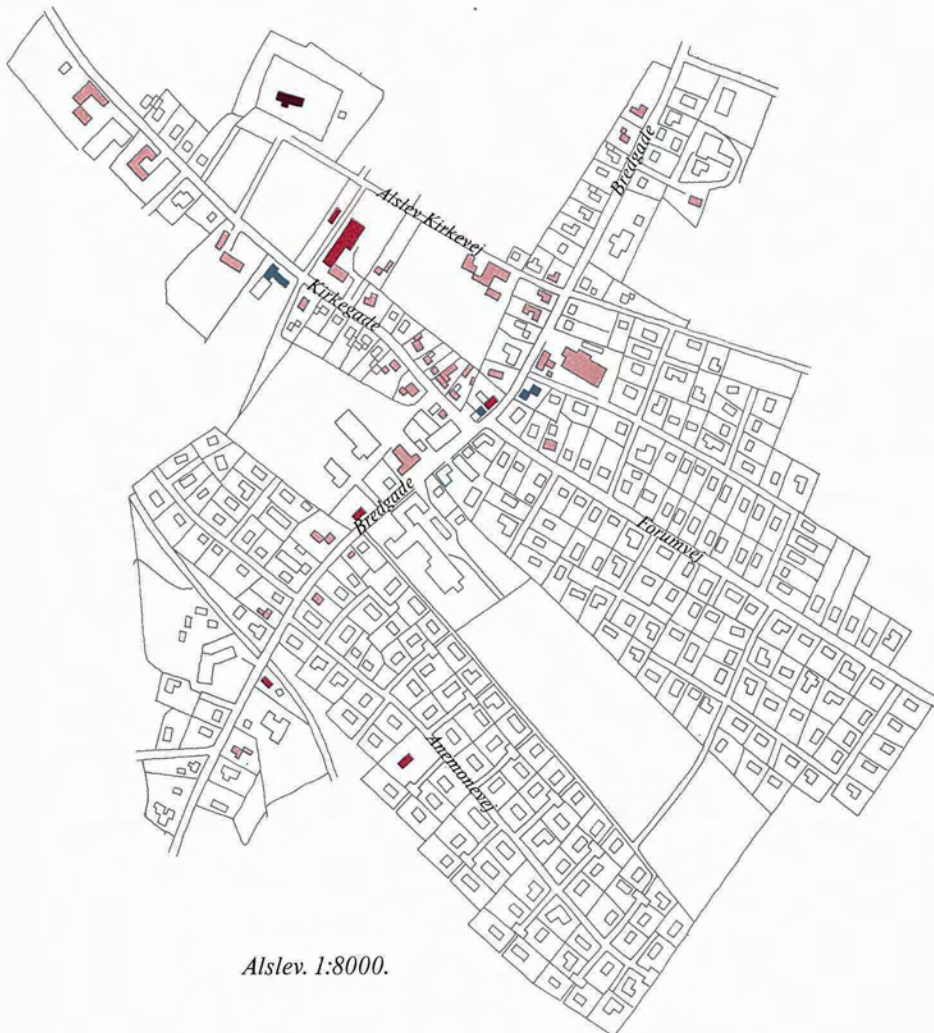 Bredgade
Alslev Kirkevej
Kirkegade
Bredgade
Forumvej
Anemonevej
Alslev. 1:8000.